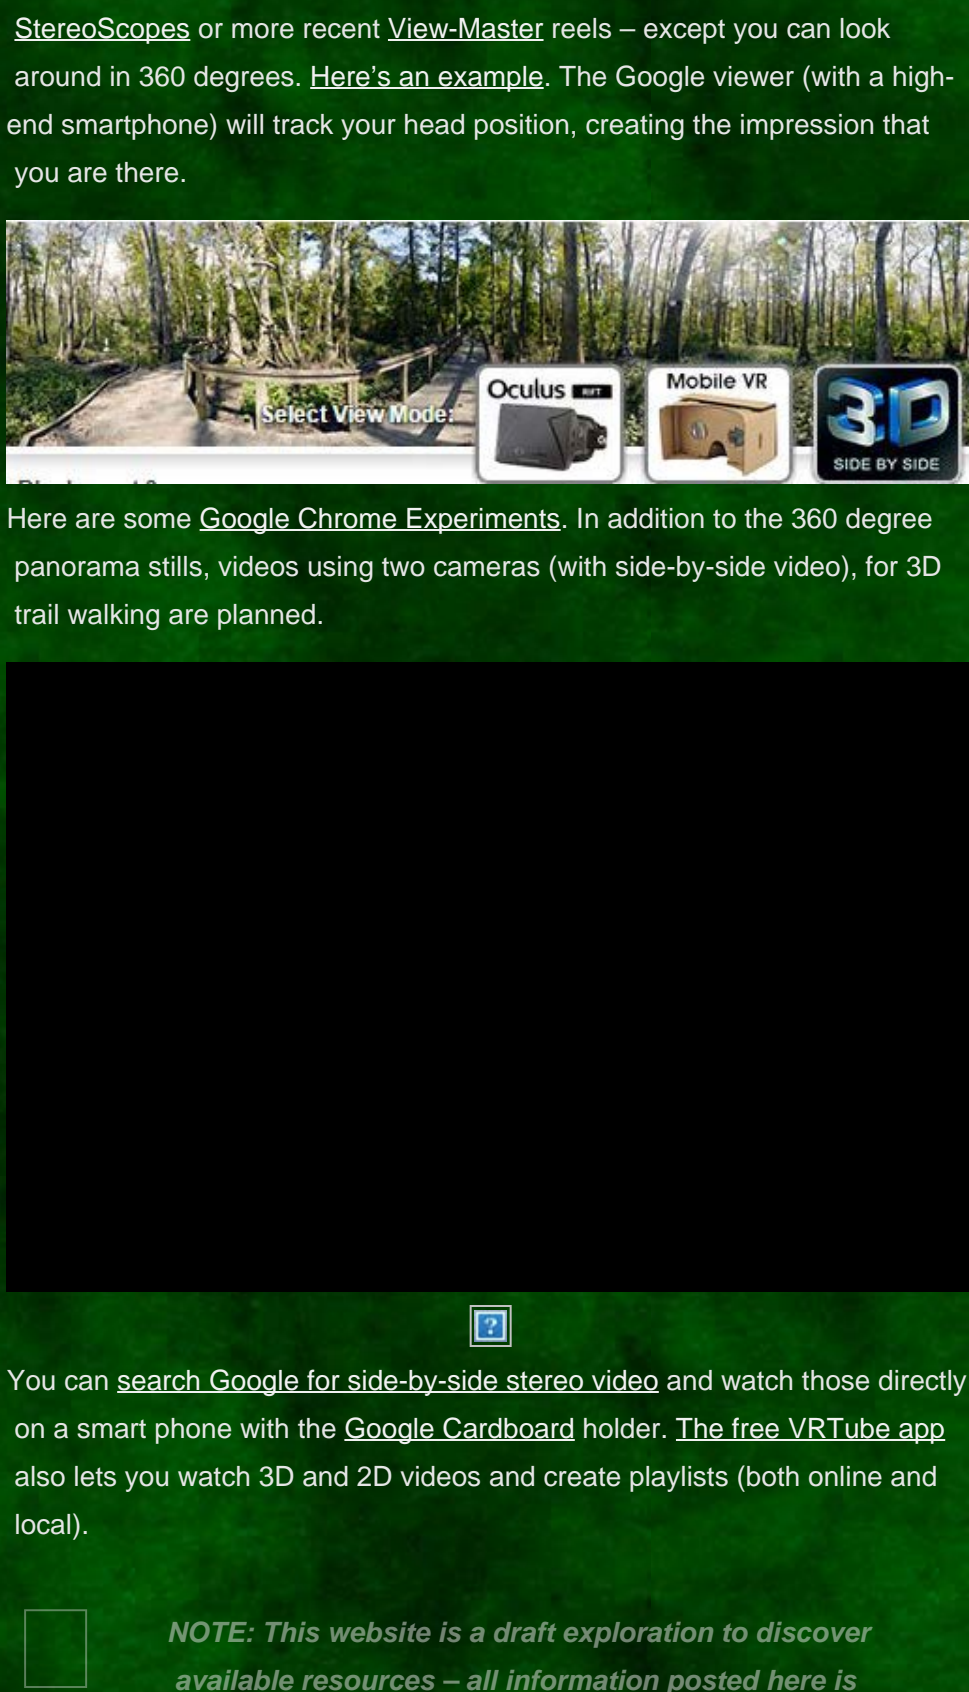 StereoScopes or more recent View-Master reels – except you can look
around in 360 degrees. Here's an example. The Google viewer (with a high-
end smartphone) will track your head position, creating the impression that
you are there.
Select View Mode:
Oculus RIFT
Mobile VR
3D
SIDE BY SIDE
Here are some Google Chrome Experiments. In addition to the 360 degree
panorama stills, videos using two cameras (with side-by-side video), for 3D
trail walking are planned.
?
You can search Google for side-by-side stereo video and watch those directly
on a smart phone with the Google Cardboard holder. The free VRTube app
also lets you watch 3D and 2D videos and create playlists (both online and
local).
NOTE: This website is a draft exploration to discover
available resources – all information posted here is